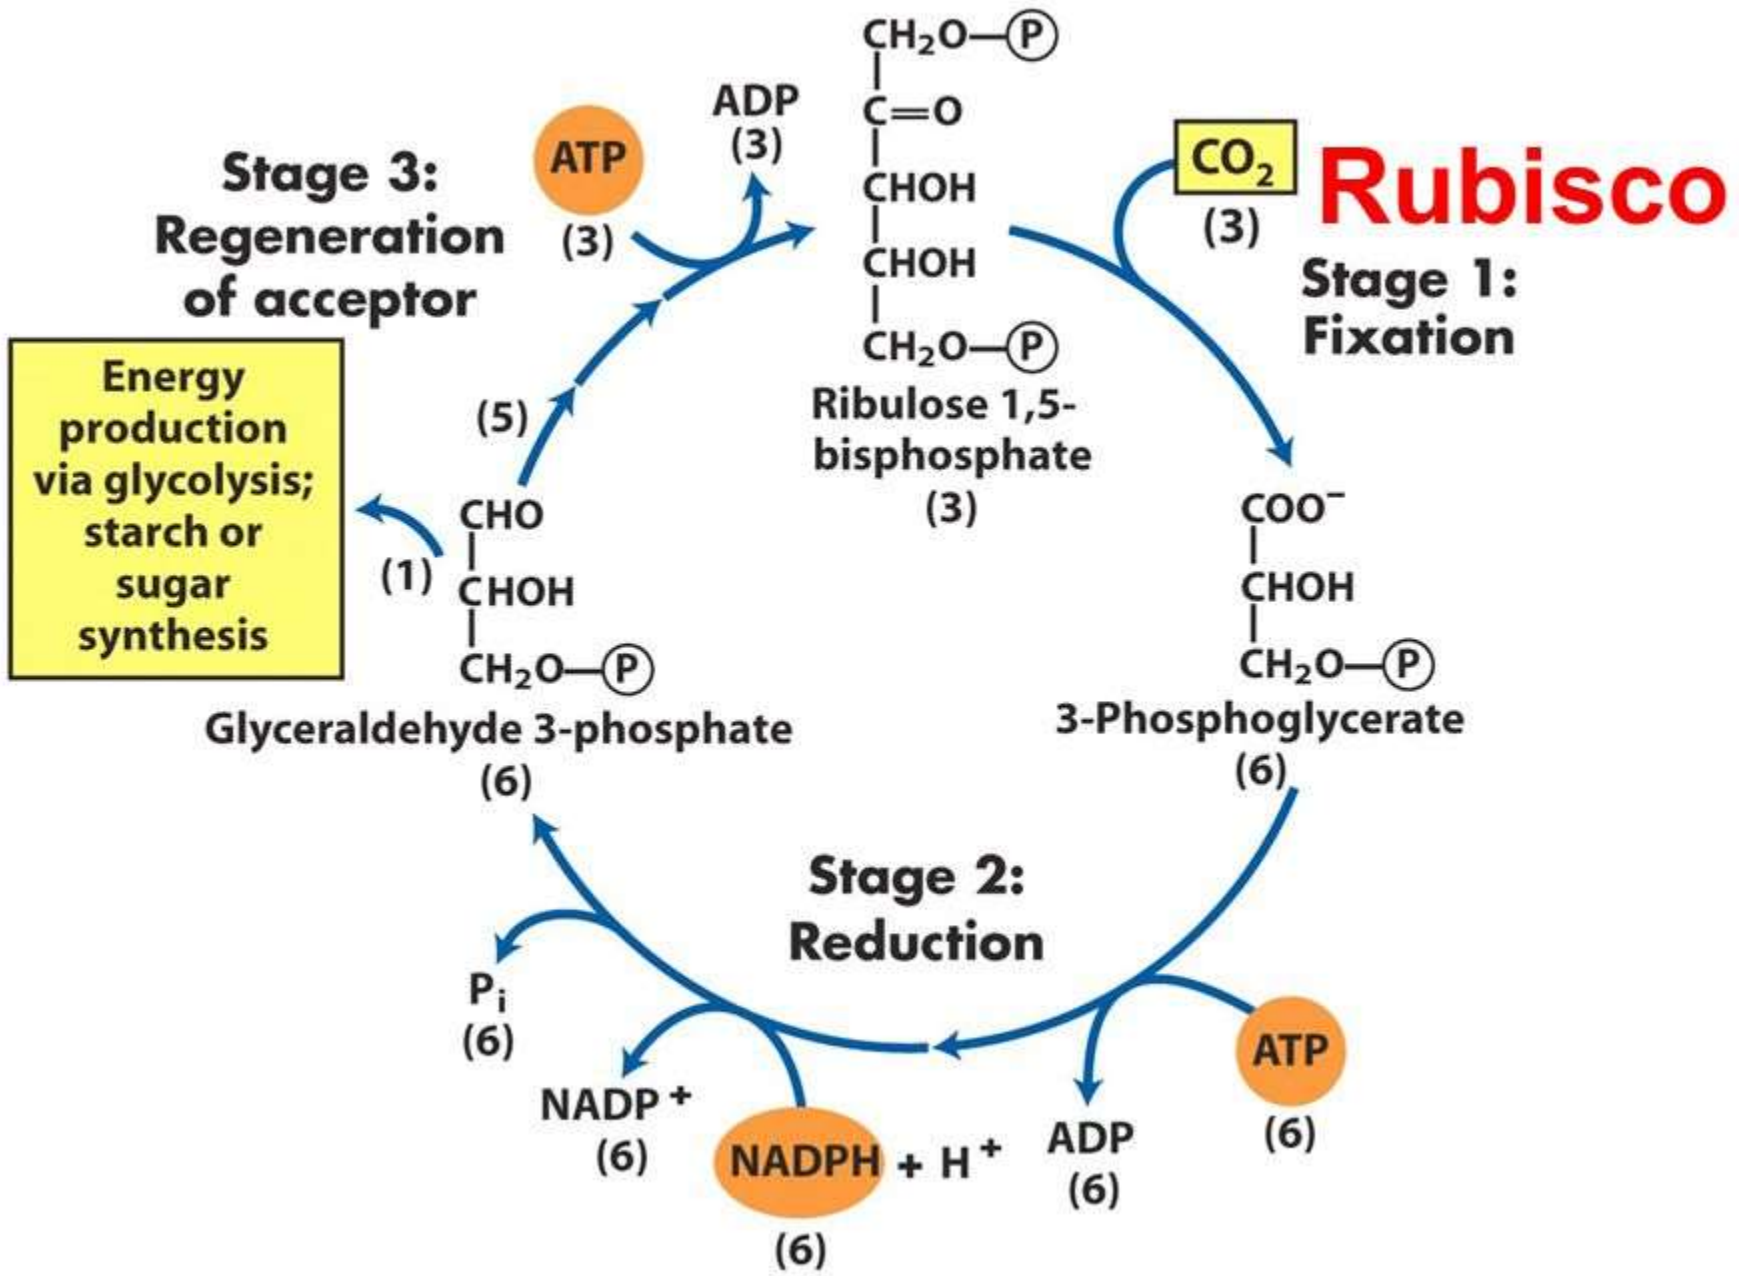 CH₂O—Ⓟ
C=O
CHOH
CHOH
CH₂O—Ⓟ
Ribulose 1,5-
bisphosphate
(3)
CO₂
(3)
Rubisco
Stage 1:
Fixation
COO⁻
CHOH
CH₂O—Ⓟ
3-Phosphoglycerate
(6)
ATP
(6)
ADP
(6)
Stage 2:
Reduction
NADPH + H⁺
(6)
NADP⁺
(6)
Pᵢ
(6)
CHO
CHOH
CH₂O—Ⓟ
Glyceraldehyde 3-phosphate
(6)
(1)
Energy
production
via glycolysis;
starch or
sugar
synthesis
(5)
Stage 3:
Regeneration
of acceptor
ATP
(3)
ADP
(3)